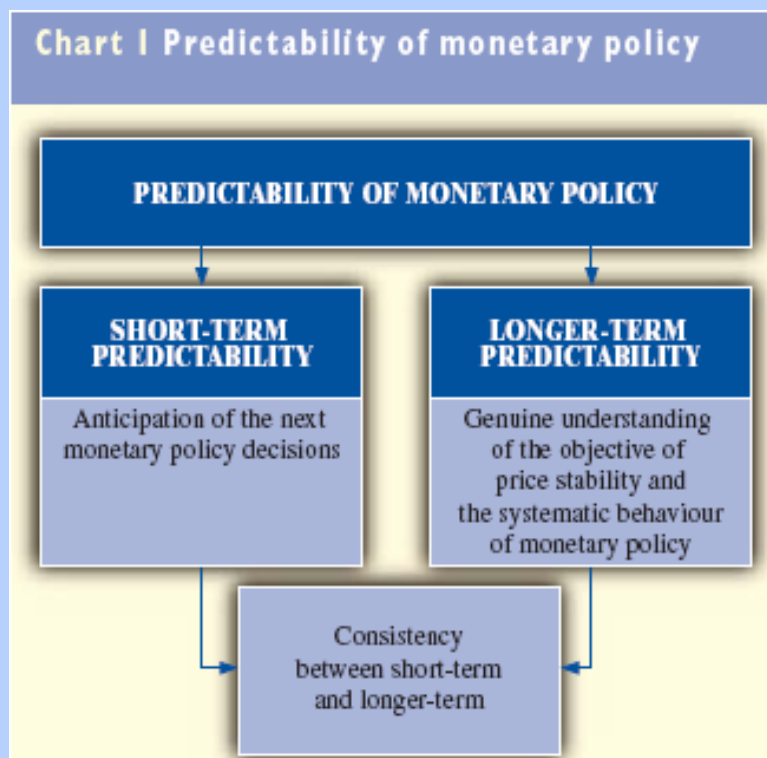 Chart 1 Predictability of monetary policy
PREDICTABILITY OF MONETARY POLICY
SHORT-TERM
PREDICTABILITY
Anticipation of the next
monetary policy decisions
LONGER-TERM
PREDICTABILITY
Genuine understanding
of the objective of
price stability and
the systematic behaviour
of monetary policy
Consistency
between short-term
and longer-term